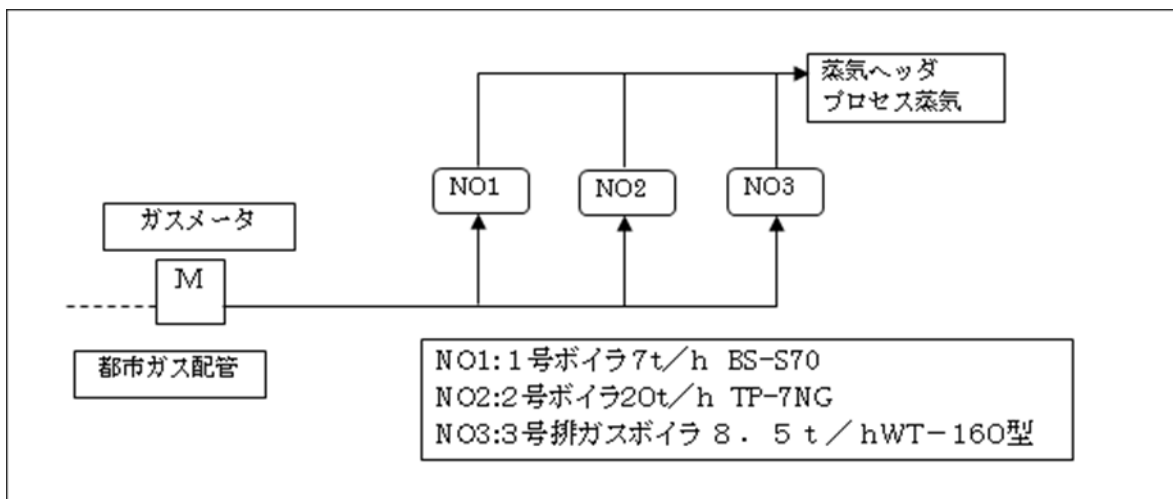 蒸気ヘッダ
プロセス蒸気
NO1
NO2
NO3
ガスメータ
M
都市ガス配管
NO1:1号ボイラ7t/h BS-S70
NO2:2号ボイラ20t/h TP-7NG
NO3:3号排ガスボイラ 8.5t/hWT-160型